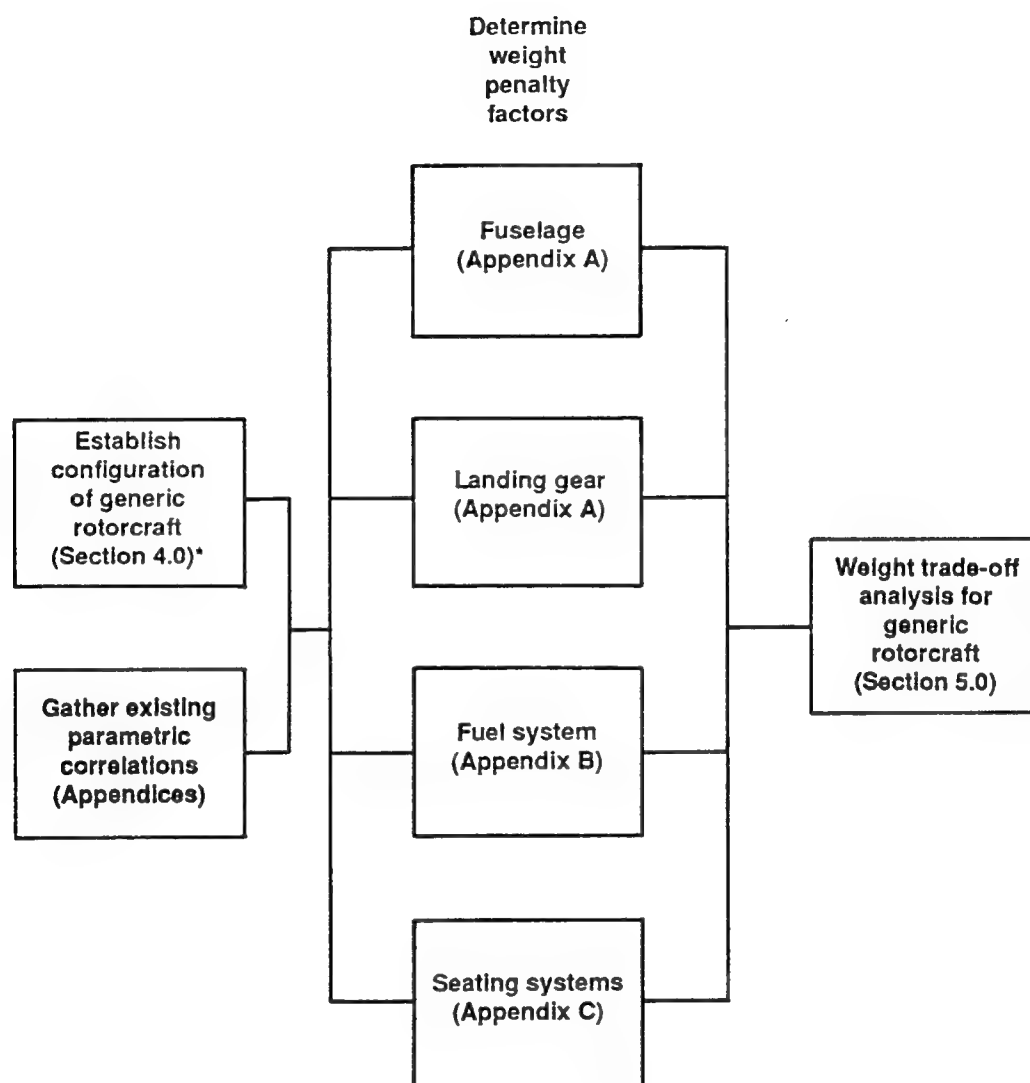 Determine
weight
penalty
factors
Fuselage
(Appendix A)
Establish
configuration
of generic
rotorcraft
(Section 4.0)*
Landing gear
(Appendix A)
Weight trade-off
analysis for
generic
rotorcraft
(Section 5.0)
Gather existing
parametric
correlations
(Appendices)
Fuel system
(Appendix B)
Seating systems
(Appendix C)